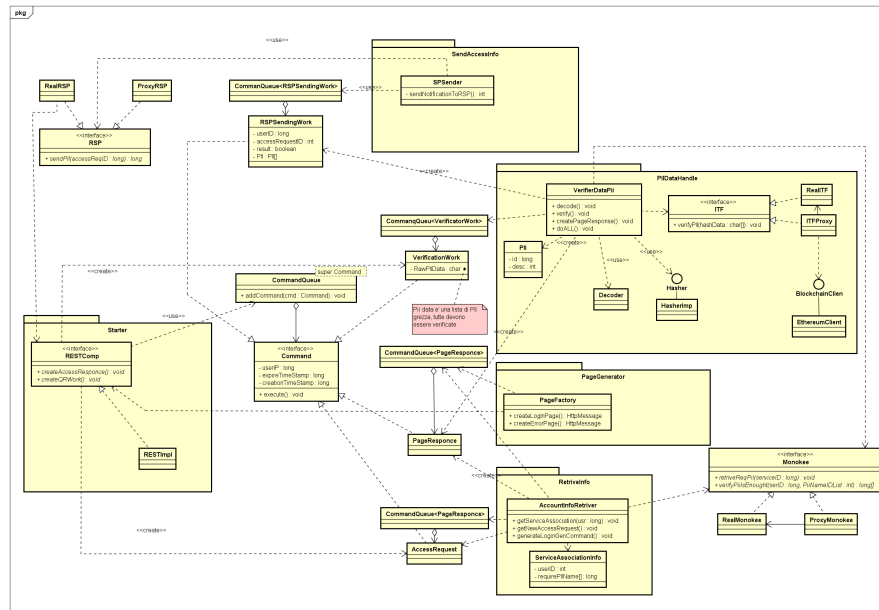 pkg
<<use>>
SendAccessInfo
SPSender
- sendNotificationToRSP() : int
<<use>>
RealRSP
ProxyRSP
CommanQueue<RSPSendingWork>
<<interface>>
RSP
+ sendPII(accessReqID : long) : long
RSPSendingWork
- userID : long
- accessRequestID : int
- result : boolean
- PII : PII[]
<<create>>
PIIDataHandle
VerifierDataPii
+ decode() : void
+ verify() : void
+ createPageResponse() : void
+ doALL() : void
<<interface>>
ITF
+ verifyPII(hashData : char[]) : void
RealITF
ITFProxy
CommanqQueu<VerificatorWork>
PII
- id : long
- desc : int
<<create>>
<<use>>
<<use>>
VerificationWork
- RawPIIData : char *
Hasher
HasherImp
Decoder
BlockchainClien
EthereumClient
<<create>>
super Command
CommandQueue
+ addCommand(cmd : Command) : void
<<use>>
Pii data e' una lista di PII
grezza, tutte devono
essere verificate
<<create>>
Starter
<<interface>>
RESTComp
+ createAccessResponce() : void
+ createQRWork() : void
RESTImpl
<<interface>>
Command
- userIP : long
- expireTimeStamp : long
- creationTimeStamp : long
+ execute() : void
CommandQueue<PageResponce>
PageGenerator
PageFactory
+ createLogInPage() : HttpMessage
+ createErrorPage() : HttpMessage
PageResponce
<<interface>>
Monokee
+ retriveReqPii(serviceID : long) : void
+ verifyPiiIsEnought(serID : long, PiiNameIDList : int) : long[]
RealMonokee
ProxyMonokee
<<create>>
RetriveInfo
AccountInfoRetriver
+ getServiceAssociation(usr : long) : void
+ getNewAccessRequest() : void
+ generateLoginGenCommand() : void
CommandQueue<PageResponce>
<<create>>
AccessRequest
ServiceAssociationInfo
- userID : int
- requirePIIName[] : long